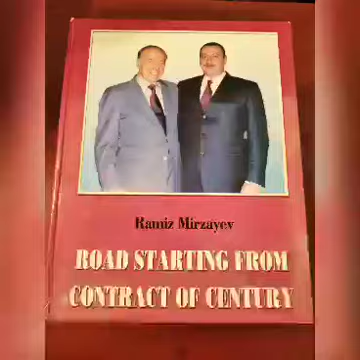 Ramiz Mirzayev
ROAD STARTING FROM
CONTRACT OF CENTURY